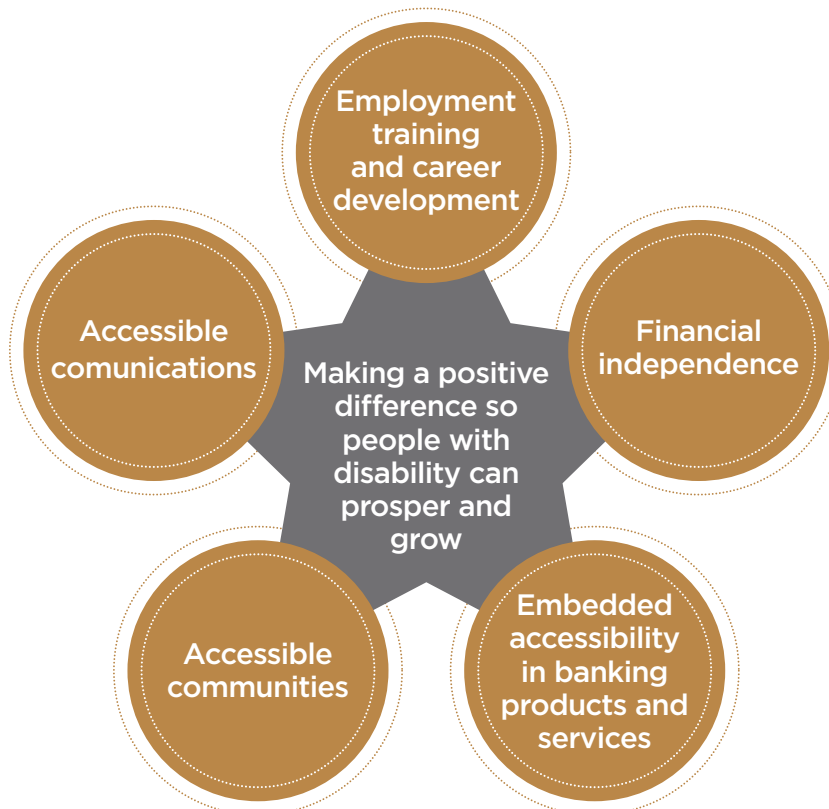 Employment
training
and career
development
Accessible
comunications
Financial
independence
Making a positive
difference so
people with
disability can
prosper and
grow
Accessible
communities
Embedded
accessibility
in banking
products and
services